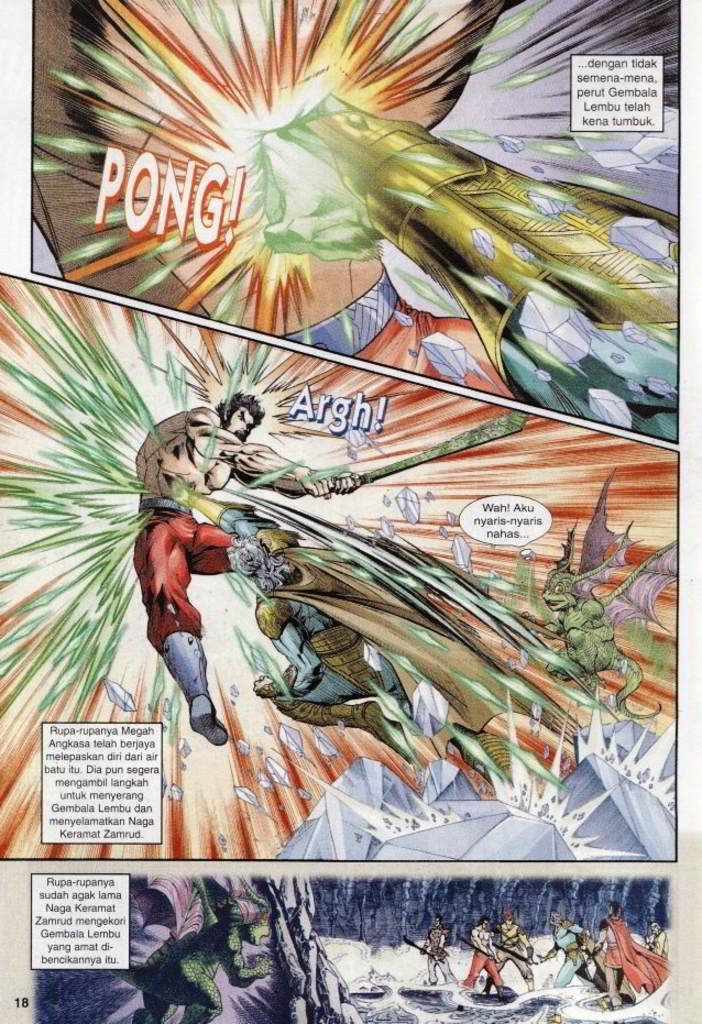 ...dengan tidak
semena-mena,
perut Gembala
Lembu telah
kena tumbuk.
PONG!
Argh!
Wah! Aku
nyaris-nyaris
nahas...
Rupa-rupanya Megah
Angkasa telah berjaya
melepaskan diri dari air
batu itu. Dia pun segera
mengambil langkah
untuk menyerang
Gembala Lembu dan
menyelamatkan Naga
Keramat Zamrud.
Rupa-rupanya
sudah agak lama
Naga Keramat
Zamrud mengekori
Gembala Lembu
yang amat di-
bencikannya itu.
18